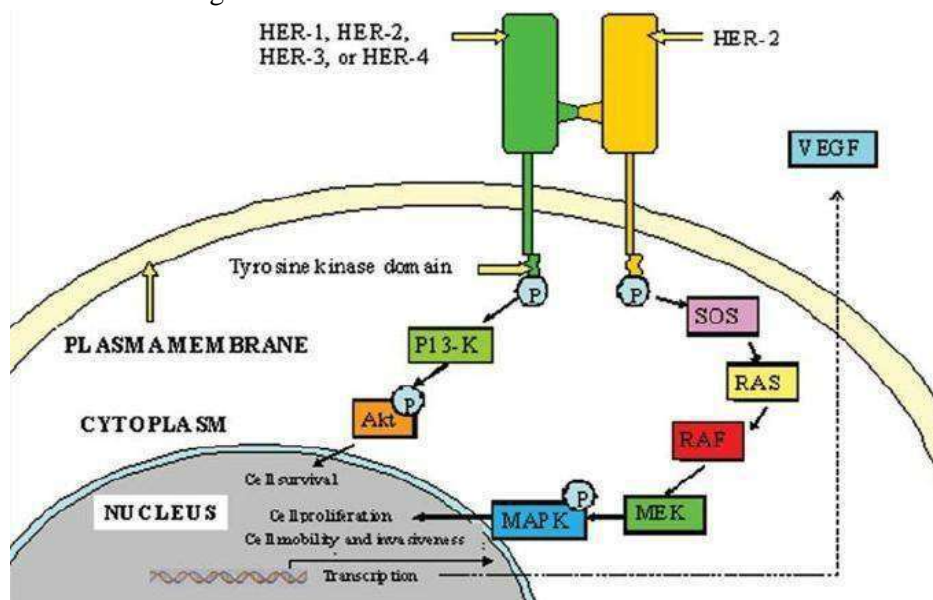 HER-1, HER-2,
HER-3, or HER-4
HER-2
VEGF
Tyrosine kinase domain
P
P
SOS
PLASMAMEMBRANE
P13-K
RAS
P
Akt
CYTOPLASM
RAF
Cell survival
P
NUCLEUS
Cell proliferation
MAPK
MEK
Cell mobility and invasiveness
Transcription